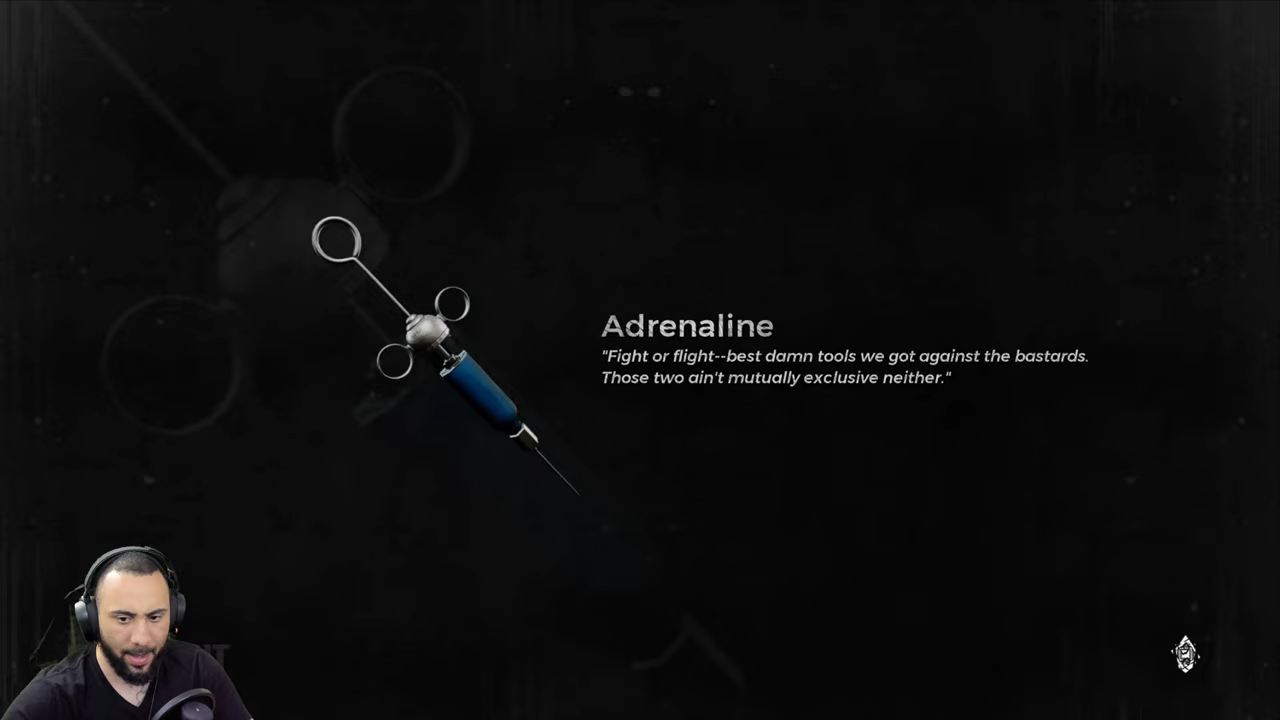 Adrenaline
"Fight or flight--best damn tools we got against the bastards.
Those two ain't mutually exclusive neither."